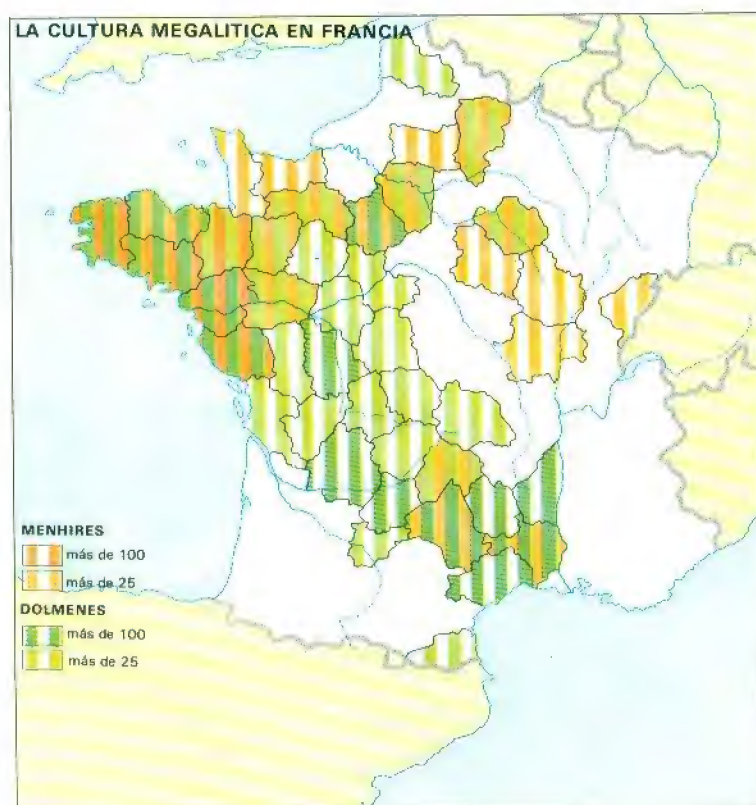 LA CULTURA MEGALITICA EN FRANCIA
MENHIRES
más de 100
más de 25
DOLMENES
más de 100
más de 25